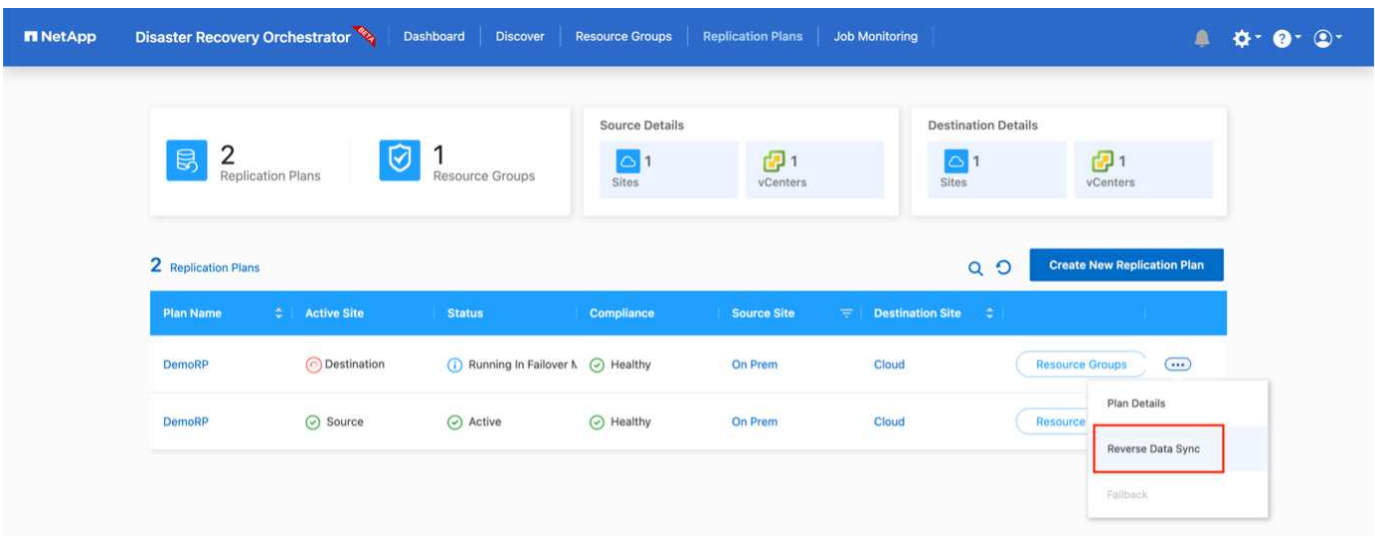 NetApp Disaster Recovery Orchestrator BETA Dashboard Discover Resource Groups Replication Plans Job Monitoring
2 Replication Plans
1 Resource Groups
Source Details
1 Sites
1 vCenters
Destination Details
1 Sites
1 vCenters
2 Replication Plans
Create New Replication Plan
Plan Name Active Site Status Compliance Source Site Destination Site
DemoRP Destination Running In Failover M Healthy On Prem Cloud Resource Groups
DemoRP Source Active Healthy On Prem Cloud Resource
Plan Details
Reverse Data Sync
Failback